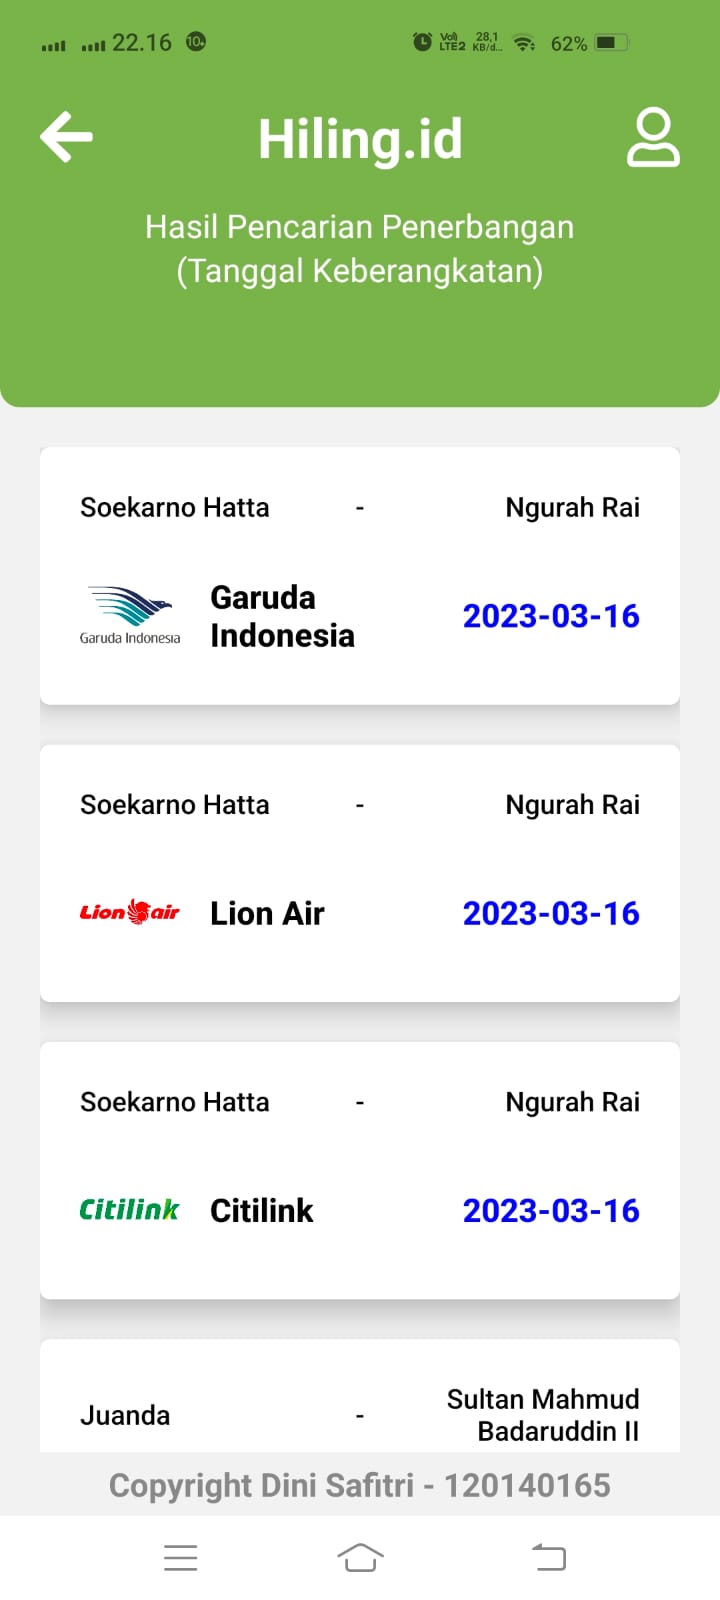 22.16
10+
Vo)
LTE2
28,1
KB/d...
62%
Hiling.id
Hasil Pencarian Penerbangan
(Tanggal Keberangkatan)
Soekarno Hatta - Ngurah Rai
Garuda Indonesia
Garuda
Indonesia
2023-03-16
Soekarno Hatta - Ngurah Rai
Lion air Lion Air 2023-03-16
Soekarno Hatta - Ngurah Rai
Citilink Citilink 2023-03-16
Juanda - Sultan Mahmud
Badaruddin II
Copyright Dini Safitri - 120140165